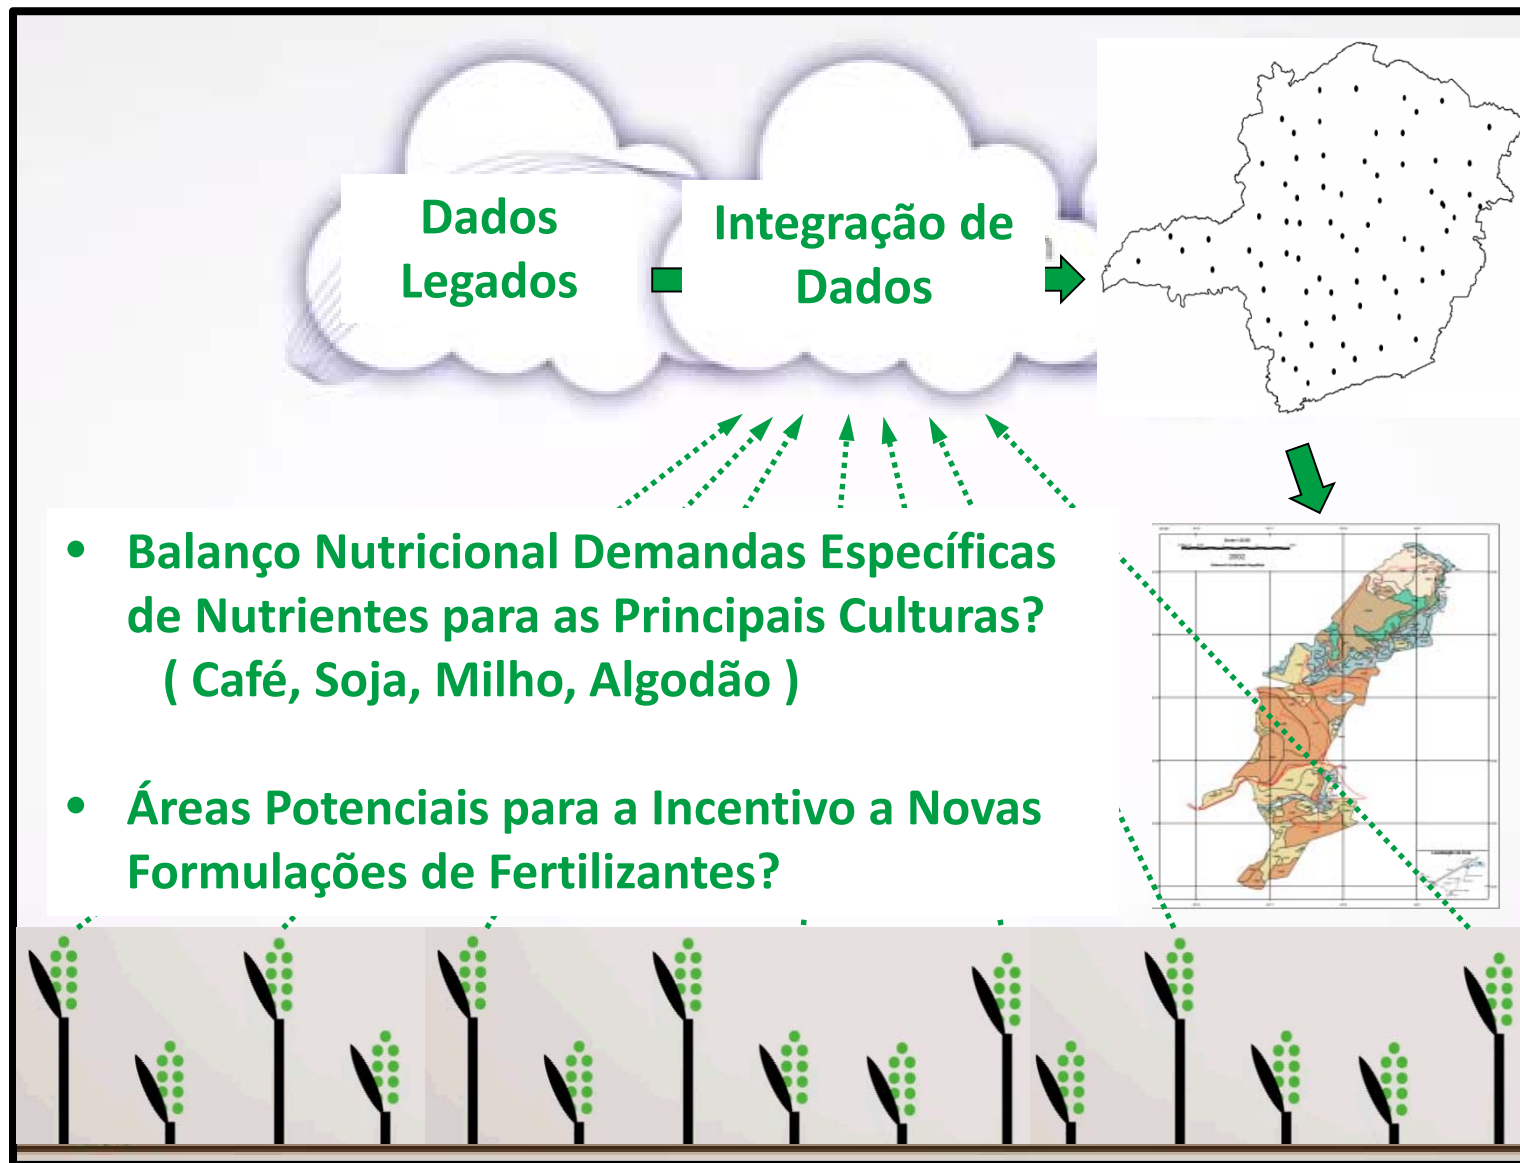 Dados
Legados
Integração de
Dados
• Balanço Nutricional Demandas Específicas
de Nutrientes para as Principais Culturas?
( Café, Soja, Milho, Algodão )
• Áreas Potenciais para a Incentivo a Novas
Formulações de Fertilizantes?
2002